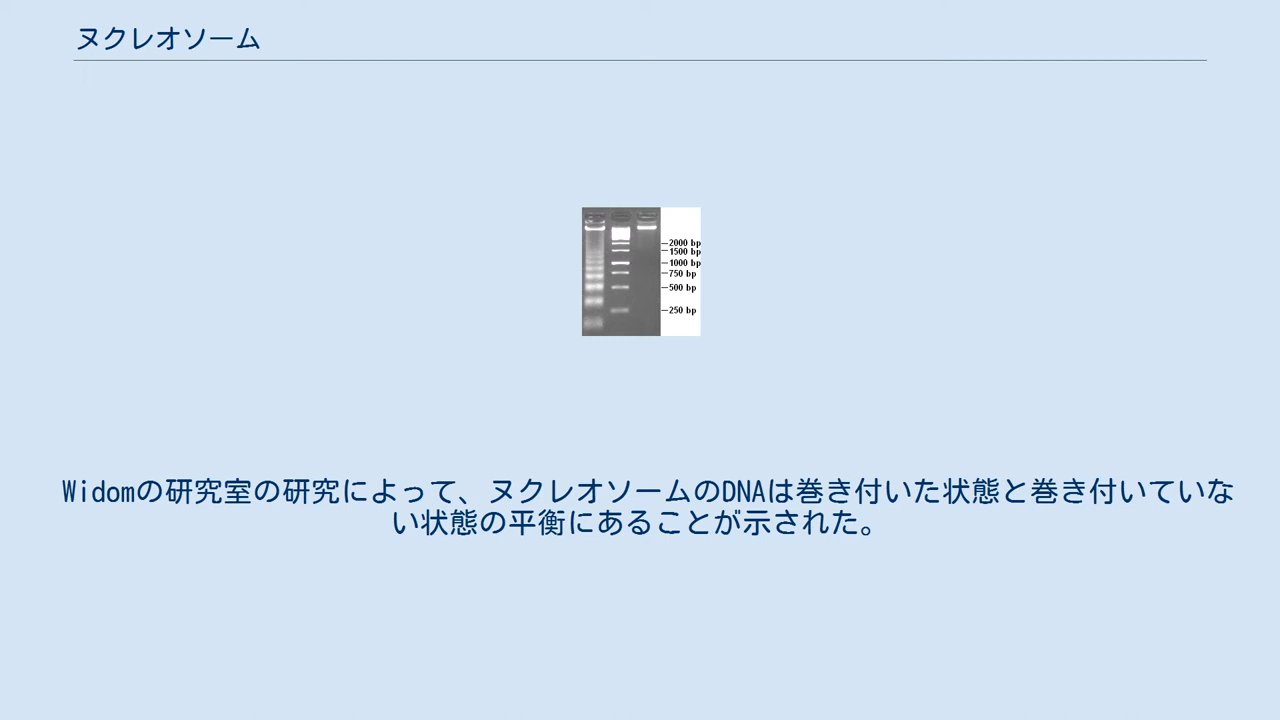 ヌクレオソーム
2000 bp
1500 bp
1000 bp
750 bp
500 bp
250 bp
Widomの研究室の研究によって、ヌクレオソームのDNAは巻き付いた状態と巻き付いていな
い状態の平衡にあることが示された。